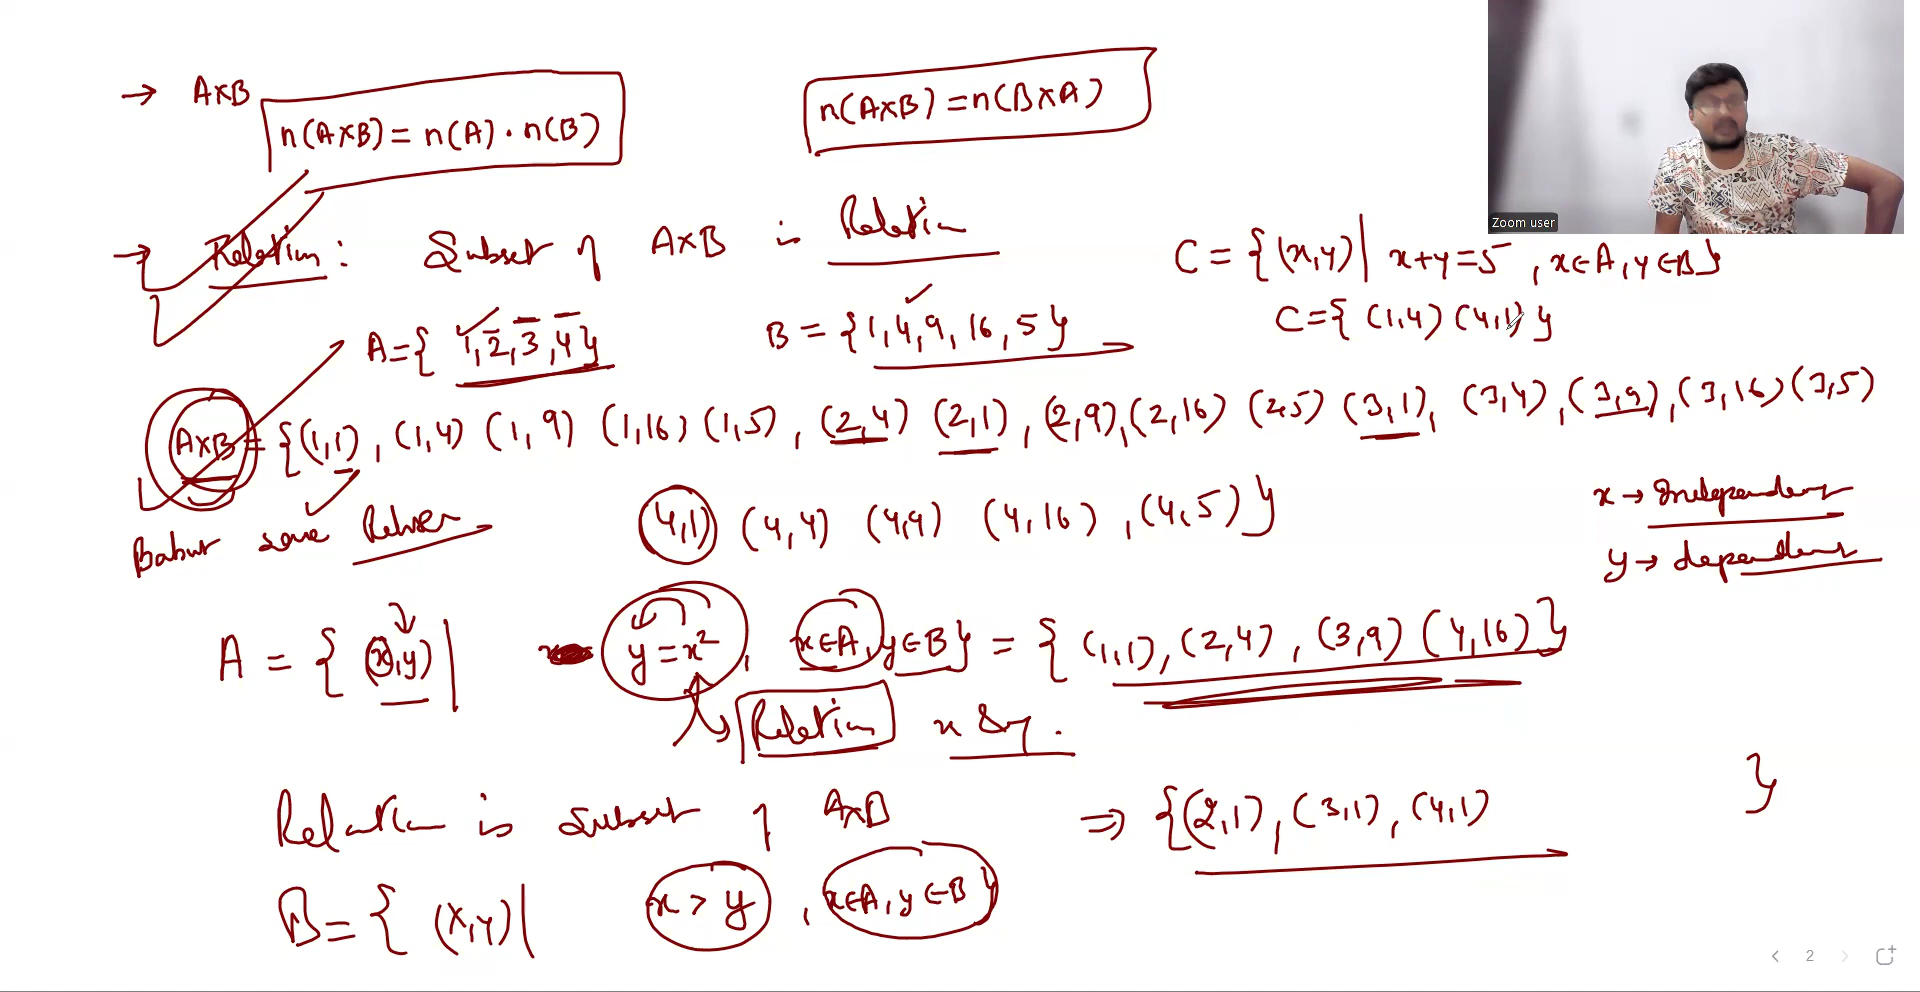 → A×B
n(A×B) = n(A) · n(B)
n(A×B) = n(B×A)
Zoom user
→ Relation : Subset of A×B is Relation
C = { (x,y) | x+y=5 , x∈A, y∈B}
C={ (1,4) (4,1) }
A={ 1,2,3,4}
B = {1,4,9,16,5}
A×B = {(1,1) , (1,4) (1,9) (1,16) (1,5) , (2,4) (2,1) , (2,9),(2,16) (2,5) (3,1), (3,4),(3,9),(3,16)(3,5)
(4,1) (4,4) (4,9) (4,16) ,(4,5) }
x → Independent
y → dependent
some
A = { (x,y) | y = x² , x∈A, y∈B} = { (1,1),(2,4) , (3,9) (4,16) }
Relation x & y .
Relation is subset of A×B
⇒ {(2,1), (3,1), (4,1) }
B = { (x,y) | x > y , x∈A, y∈B }
2